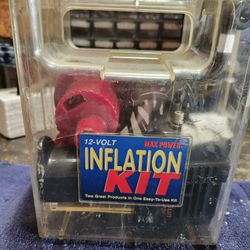 12-VOLT
MAX POWER
INFLATION
KIT
Two Great Products in One Easy-To-Use Kit